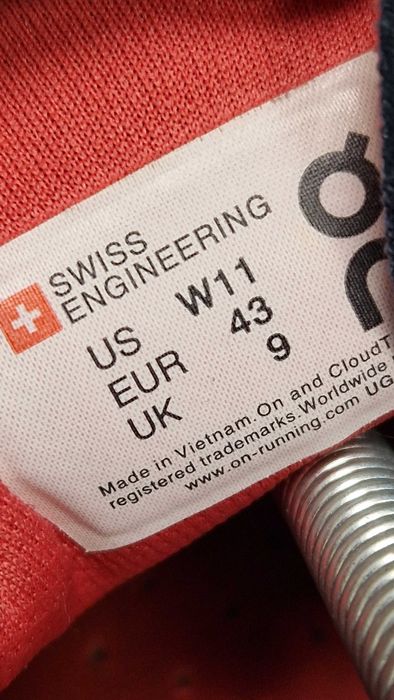 SWISS
ENGINEERING
US W11
EUR 43
UK 9
Made in Vietnam On and CloudT
registered trademarks. Worldwide
www.on-running.com UG